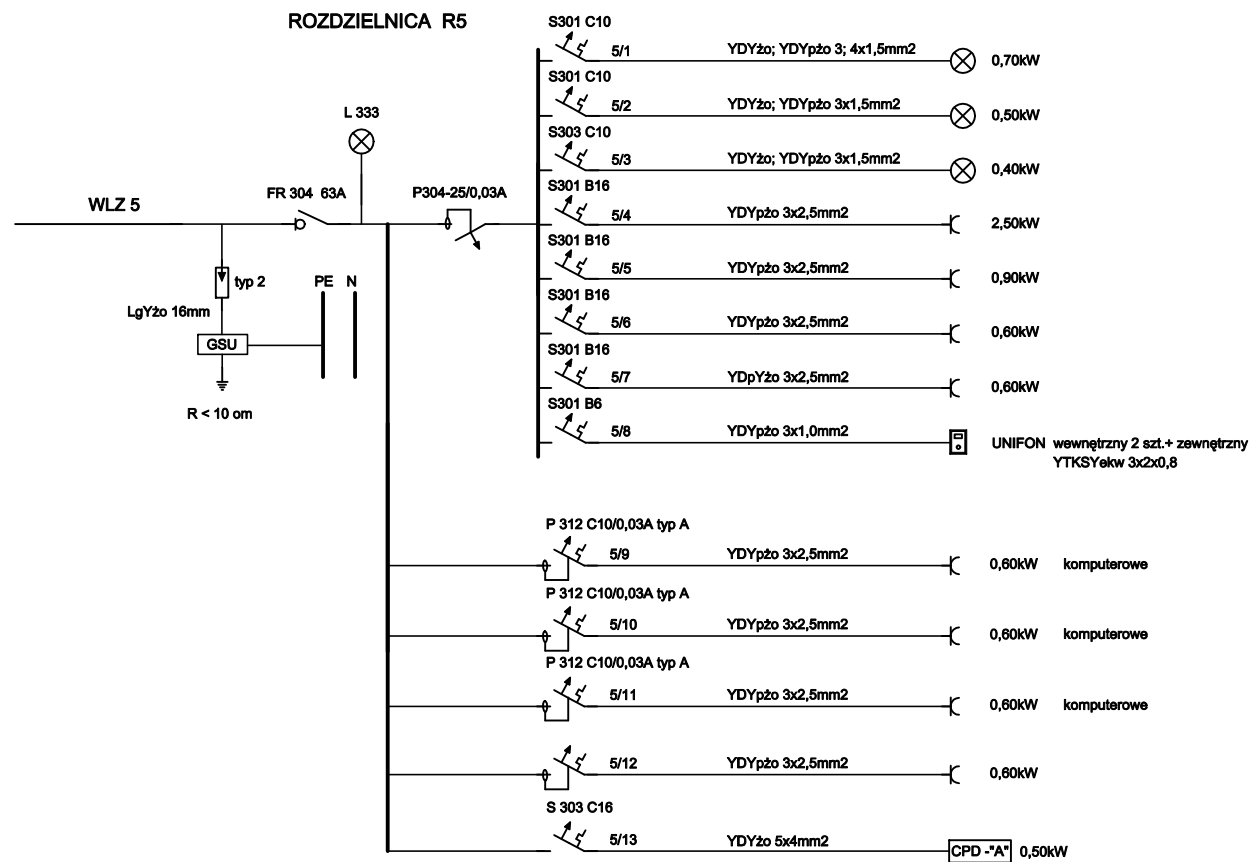 ROZDZIELNICA R5
S301 C10
5/1 YDYżo; YDYpżo 3; 4x1,5mm2 0,70kW
S301 C10
5/2 YDYżo; YDYpżo 3x1,5mm2 0,50kW
L 333
S303 C10
5/3 YDYżo; YDYpżo 3x1,5mm2 0,40kW
WLZ 5
FR 304 63A
P304-25/0,03A
S301 B16
5/4 YDYpżo 3x2,5mm2 2,50kW
S301 B16
5/5 YDYpżo 3x2,5mm2 0,90kW
typ 2
PE N
LgYżo 16mm
S301 B16
5/6 YDYpżo 3x2,5mm2 0,60kW
GSU
S301 B16
5/7 YDpYżo 3x2,5mm2 0,60kW
R < 10 om
S301 B6
5/8 YDYpżo 3x1,0mm2 UNIFON wewnętrzny 2 szt.+ zewnętrzny
YTKSYekw 3x2x0,8
P 312 C10/0,03A typ A
5/9 YDYpżo 3x2,5mm2 0,60kW komputerowe
P 312 C10/0,03A typ A
5/10 YDYpżo 3x2,5mm2 0,60kW komputerowe
P 312 C10/0,03A typ A
5/11 YDYpżo 3x2,5mm2 0,60kW komputerowe
5/12 YDYpżo 3x2,5mm2 0,60kW
S 303 C16
5/13 YDYżo 5x4mm2 CPD -"A" 0,50kW